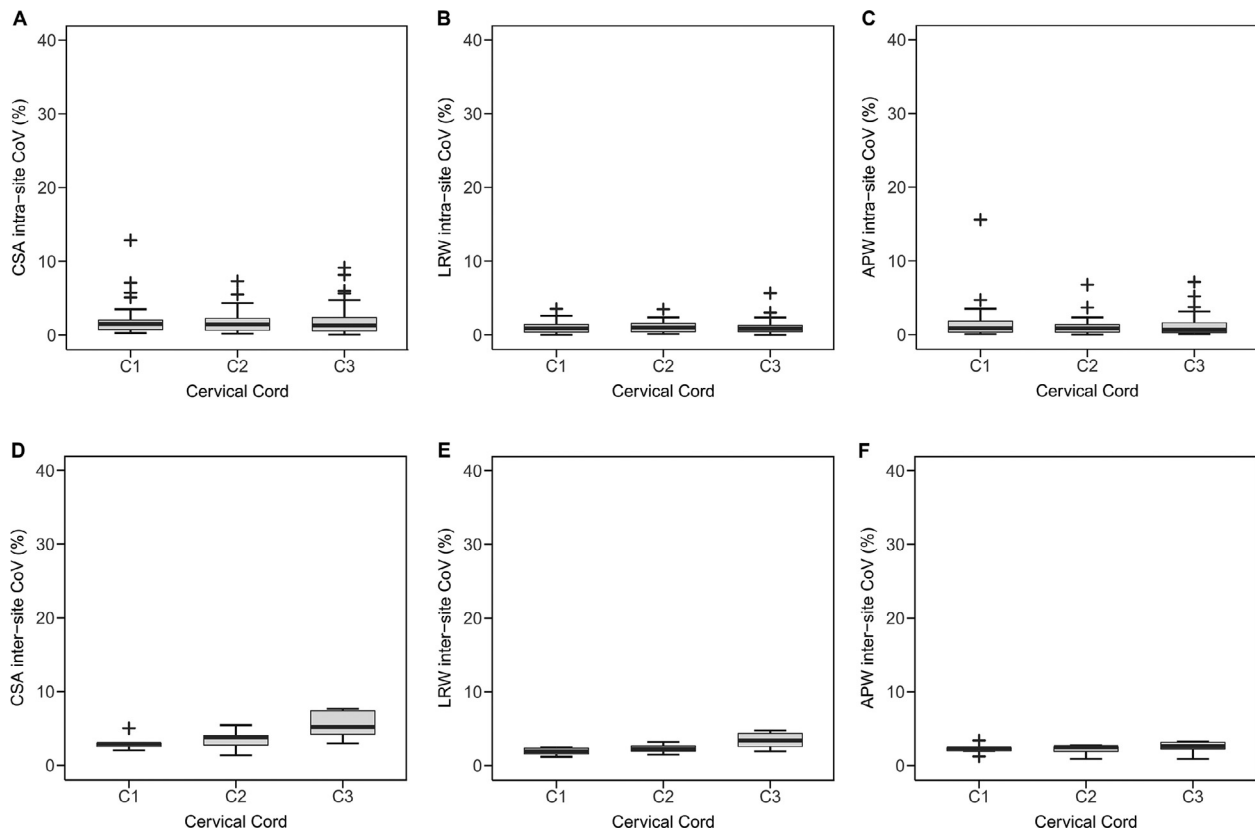 A
CSA intra-site CoV (%)
40
30
20
10
0
C1 C2 C3
Cervical Cord
B
LRW intra-site CoV (%)
40
30
20
10
0
C1 C2 C3
Cervical Cord
C
APW intra-site CoV (%)
40
30
20
10
0
C1 C2 C3
Cervical Cord
D
CSA inter-site CoV (%)
40
30
20
10
0
C1 C2 C3
Cervical Cord
E
LRW inter-site CoV (%)
40
30
20
10
0
C1 C2 C3
Cervical Cord
F
APW inter-site CoV (%)
40
30
20
10
0
C1 C2 C3
Cervical Cord